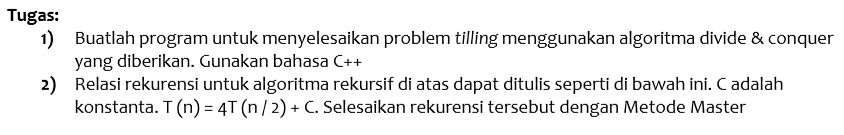 Tugas:
1) Buatlah program untuk menyelesaikan problem tilling menggunakan algoritma divide & conquer
yang diberikan. Gunakan bahasa C++
2) Relasi rekurensi untuk algoritma rekursif di atas dapat ditulis seperti di bawah ini. C adalah
konstanta. T (n) = 4T (n / 2) + C. Selesaikan rekurensi tersebut dengan Metode Master